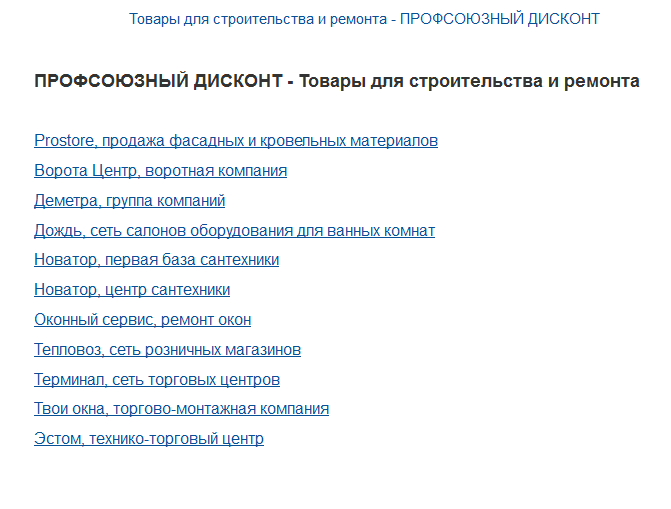 Товары для строительства и ремонта - ПРОФСОЮЗНЫЙ ДИСКОНТ
ПРОФСОЮЗНЫЙ ДИСКОНТ - Товары для строительства и ремонта
Prostore, продажа фасадных и кровельных материалов
Ворота Центр, воротная компания
Деметра, группа компаний
Дождь, сеть салонов оборудования для ванных комнат
Новатор, первая база сантехники
Новатор, центр сантехники
Оконный сервис, ремонт окон
Тепловоз, сеть розничных магазинов
Терминал, сеть торговых центров
Твои окна, торгово-монтажная компания
Эстом, технико-торговый центр